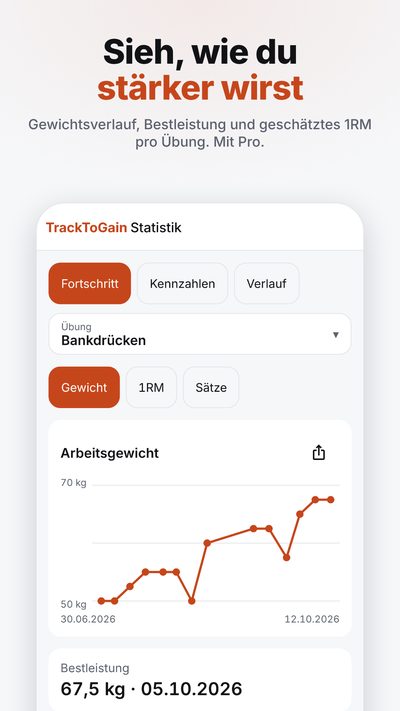 Sieh, wie du
stärker wirst
Gewichtsverlauf, Bestleistung und geschätztes 1RM
pro Übung. Mit Pro.
TrackToGain Statistik
Fortschritt
Kennzahlen
Verlauf
Übung
Bankdrücken
Gewicht
1RM
Sätze
Arbeitsgewicht
70 kg
50 kg
30.06.2026
12.10.2026
Bestleistung
67,5 kg · 05.10.2026